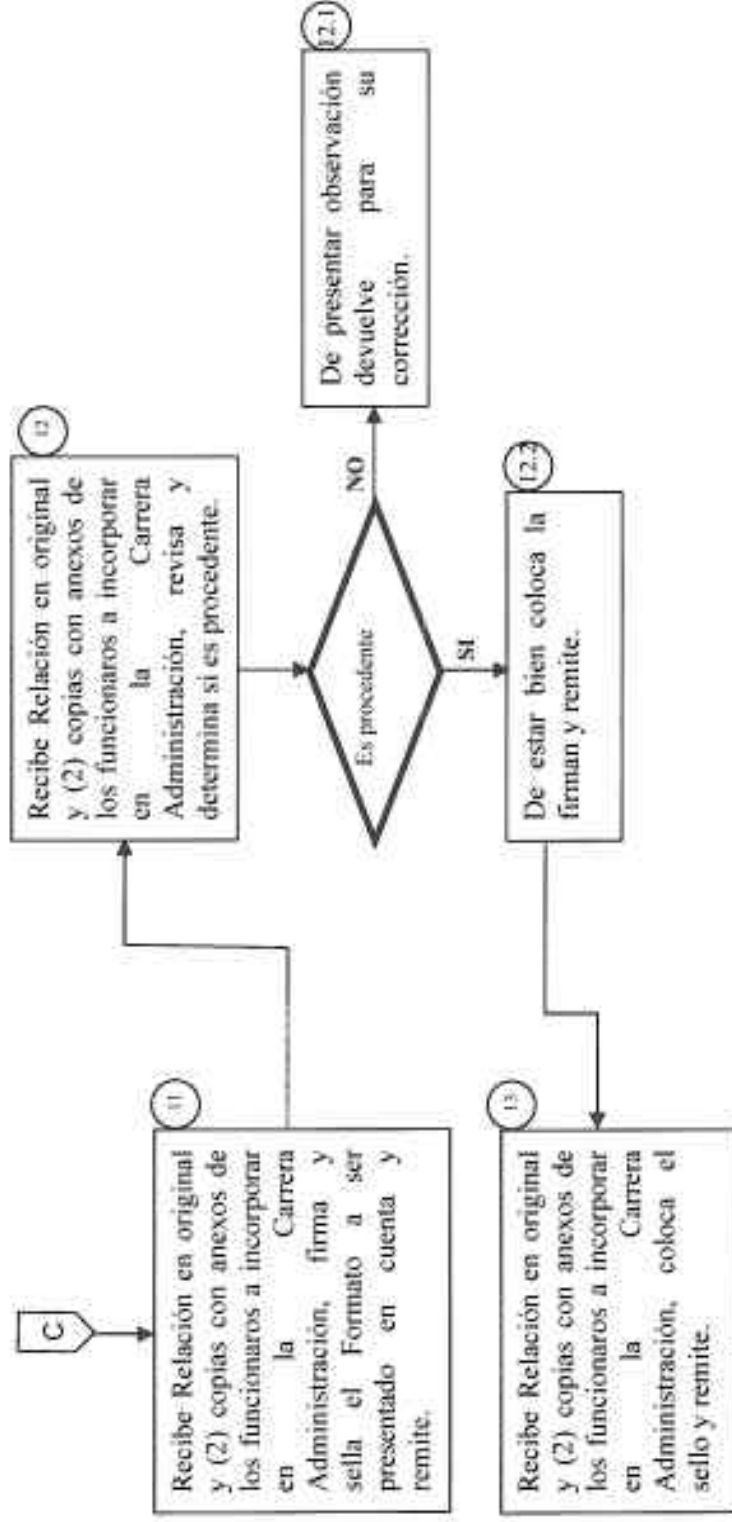 C
11
Recibe Relación en original
y (2) copias con anexos de
los funcionaros a incorporar
en la Carrera
Administración, firma y
sella el Formato a ser
presentado en cuenta y
remite.
12
Recibe Relación en original
y (2) copias con anexos de
los funcionaros a incorporar
en la Carrera
Administración, revisa y
determina si es procedente.
Es procedente
NO
12.1
De presentar observación
devuelve para su
corrección.
SI
12.2
De estar bien coloca la
firman y remite.
13
Recibe Relación en original
y (2) copias con anexos de
los funcionaros a incorporar
en la Carrera
Administración, coloca el
sello y remite.